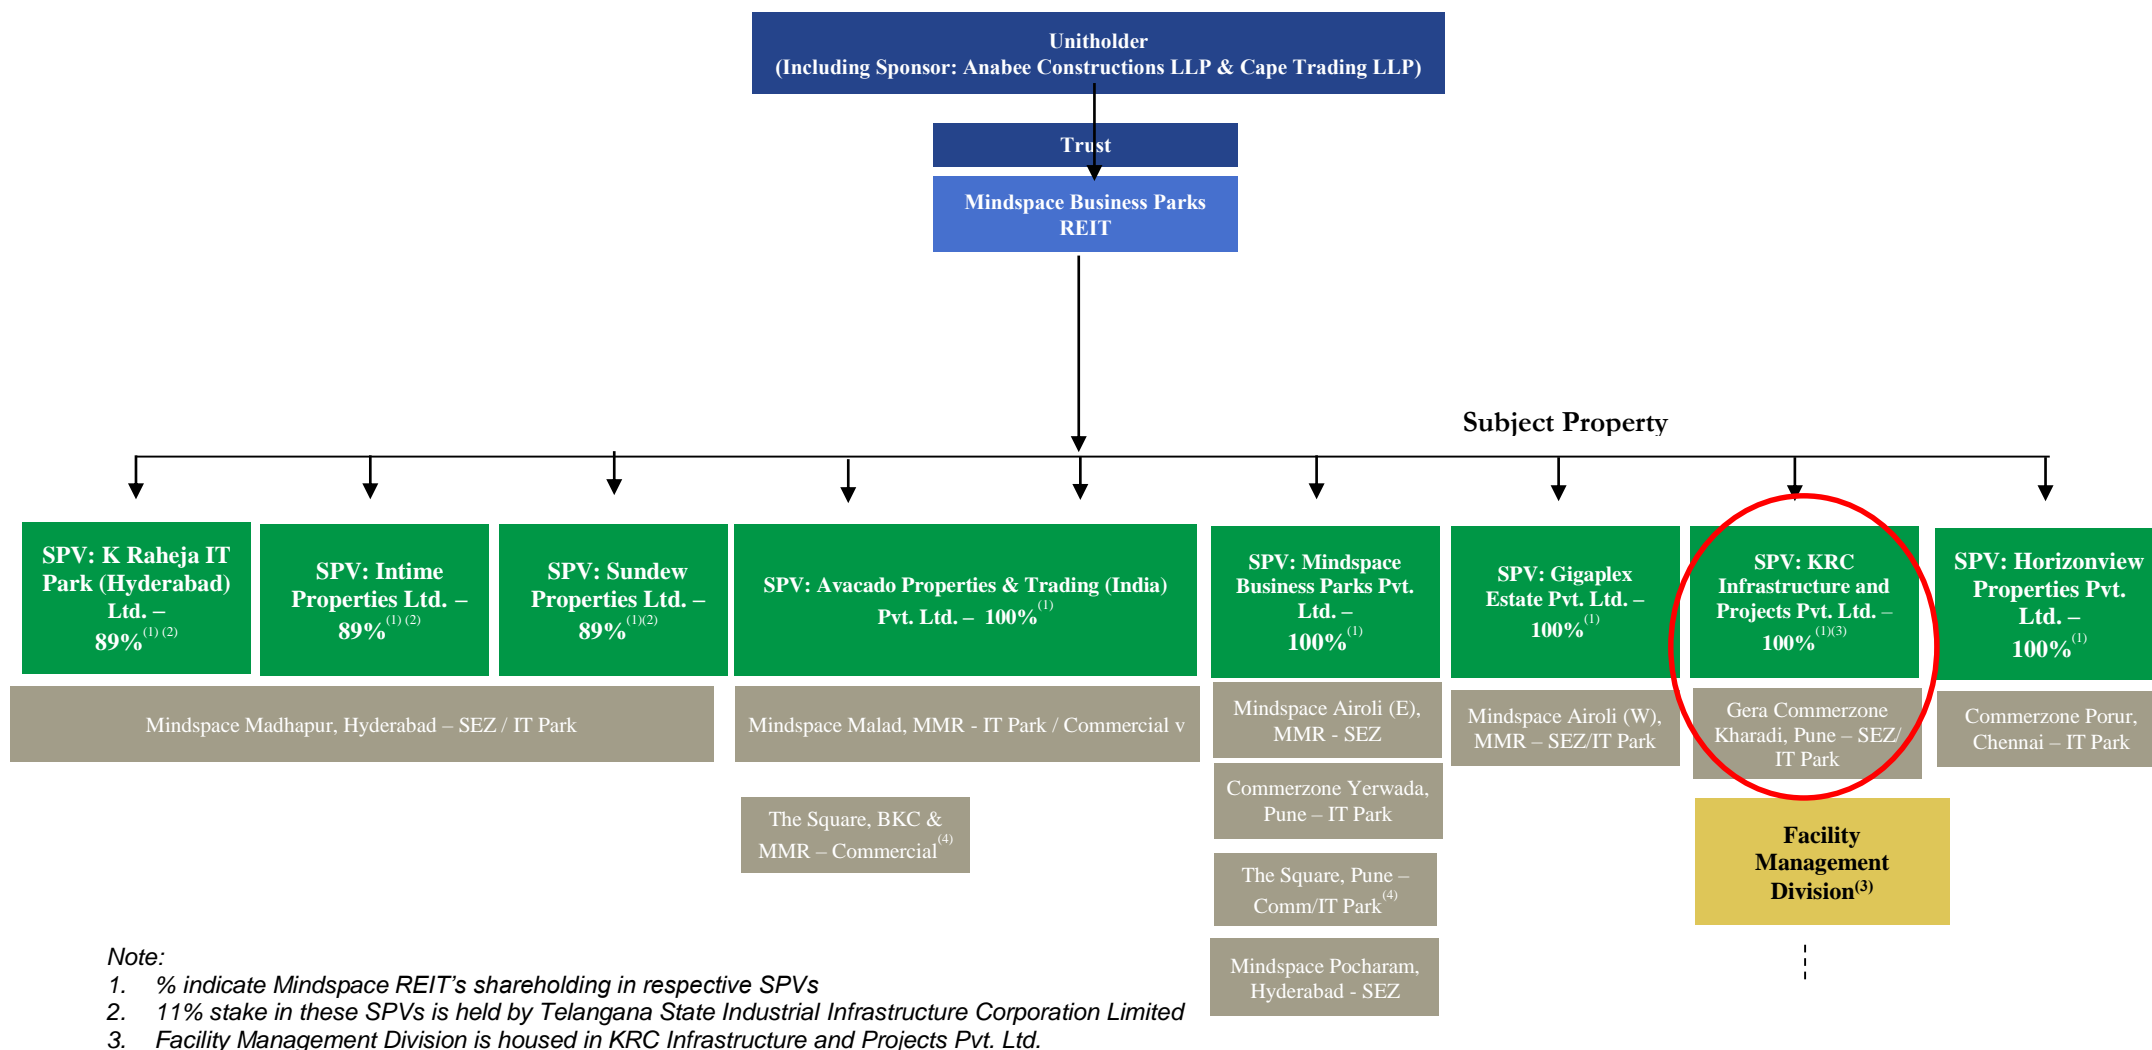 Unitholder
(Including Sponsor: Anabee Constructions LLP & Cape Trading LLP)
Trust
Mindspace Business Parks
REIT
Subject Property
SPV: K Raheja IT
Park (Hyderabad)
Ltd. –
89%(1) (2)
SPV: Intime
Properties Ltd. –
89%(1) (2)
SPV: Sundew
Properties Ltd. –
89%(1)(2)
SPV: Avacado Properties & Trading (India)
Pvt. Ltd. – 100%(1)
SPV: Mindspace
Business Parks Pvt.
Ltd. –
100%(1)
SPV: Gigaplex
Estate Pvt. Ltd. –
100%(1)
SPV: KRC
Infrastructure and
Projects Pvt. Ltd. –
100%(1)(3)
SPV: Horizonview
Properties Pvt.
Ltd. –
100%(1)
Mindspace Madhapur, Hyderabad – SEZ / IT Park
Mindspace Malad, MMR - IT Park / Commercial v
Mindspace Airoli (E),
MMR - SEZ
Mindspace Airoli (W),
MMR – SEZ/IT Park
Gera Commerzone
Kharadi, Pune – SEZ/
IT Park
Commerzone Porur,
Chennai – IT Park
The Square, BKC &
MMR – Commercial(4)
Commerzone Yerwada,
Pune – IT Park
The Square, Pune –
Comm/IT Park(4)
Mindspace Pocharam,
Hyderabad - SEZ
Facility
Management
Division(3)
Note:
1. % indicate Mindspace REIT’s shareholding in respective SPVs
2. 11% stake in these SPVs is held by Telangana State Industrial Infrastructure Corporation Limited
3. Facility Management Division is housed in KRC Infrastructure and Projects Pvt. Ltd.